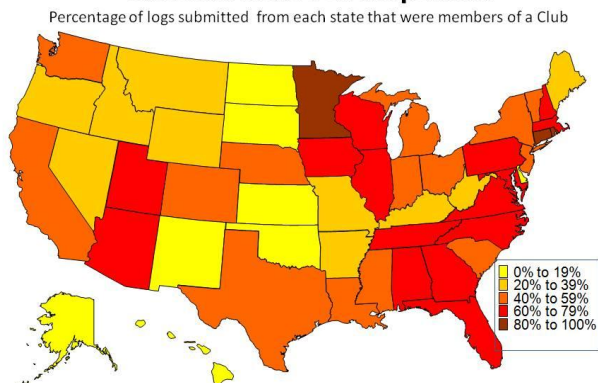 Percentage of logs submitted from each state that were members of a Club
0% to 19%
20% to 39%
40% to 59%
60% to 79%
80% to 100%